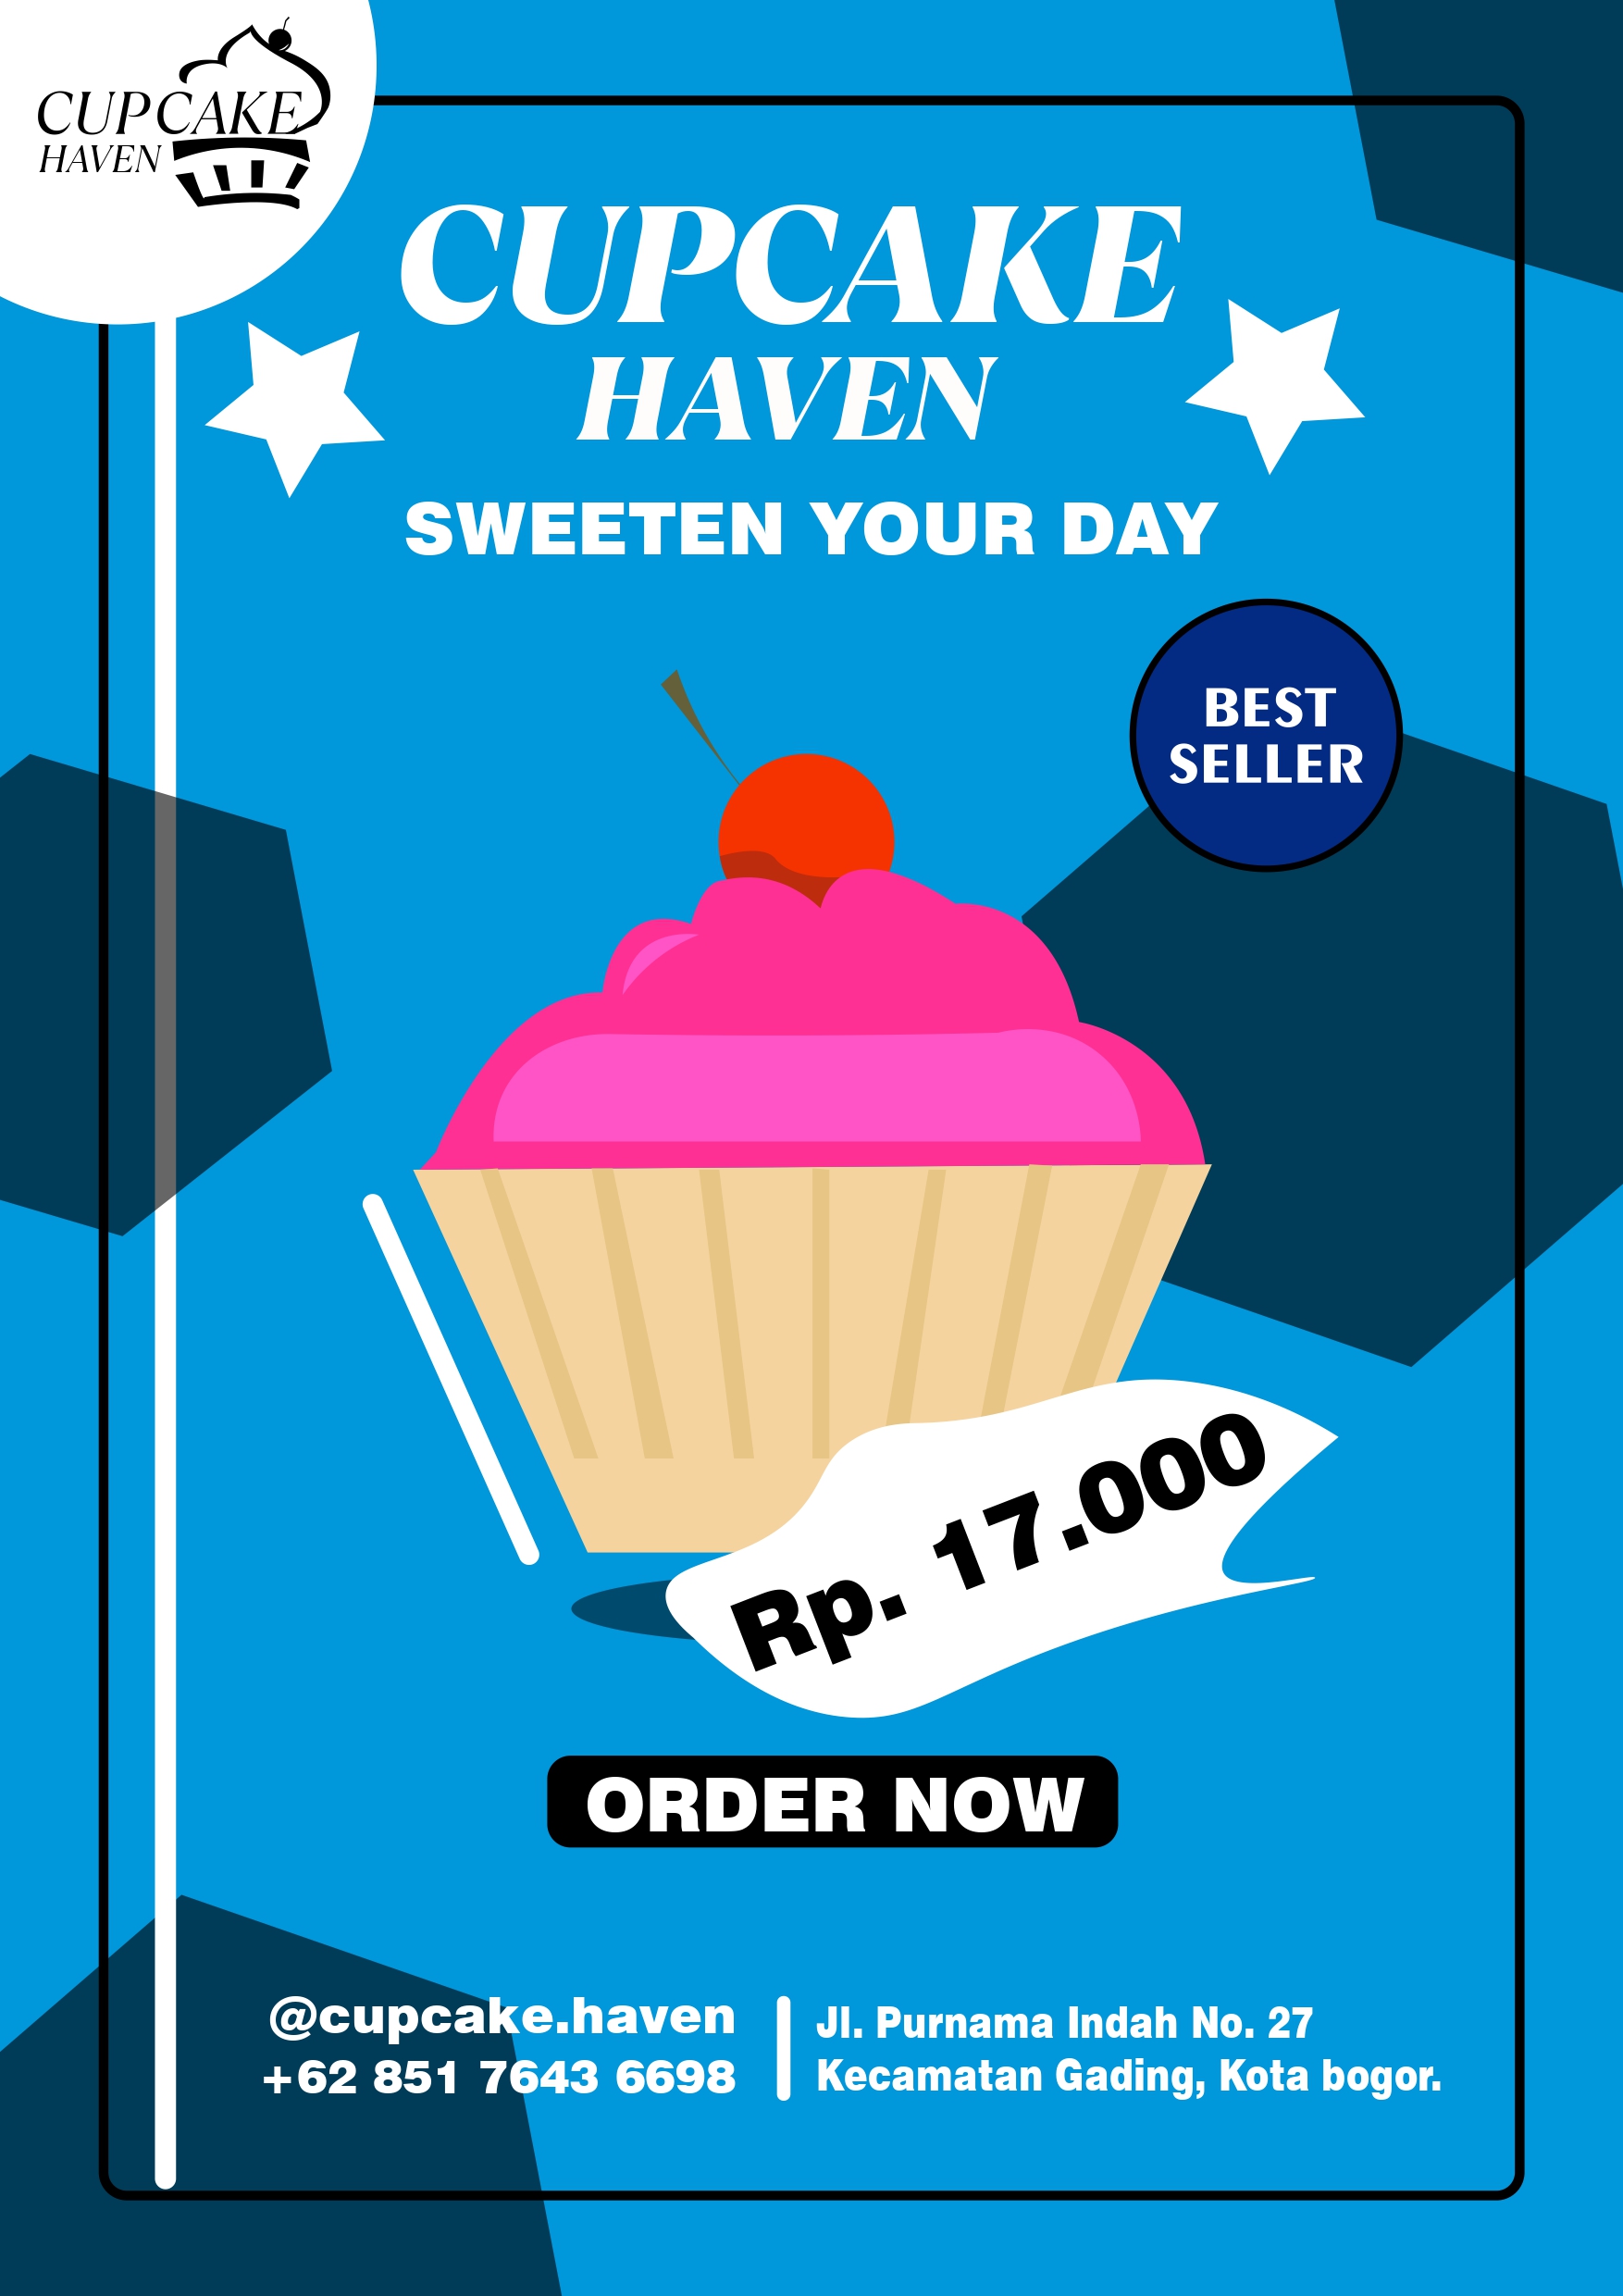 CUPCAKE
HAVEN
CUPCAKE
HAVEN
SWEETEN YOUR DAY
BEST
SELLER
Rp. 17.000
ORDER NOW
@cupcake.haven
+62 851 7643 6698
Jl. Purnama Indah No. 27
Kecamatan Gading, Kota bogor.